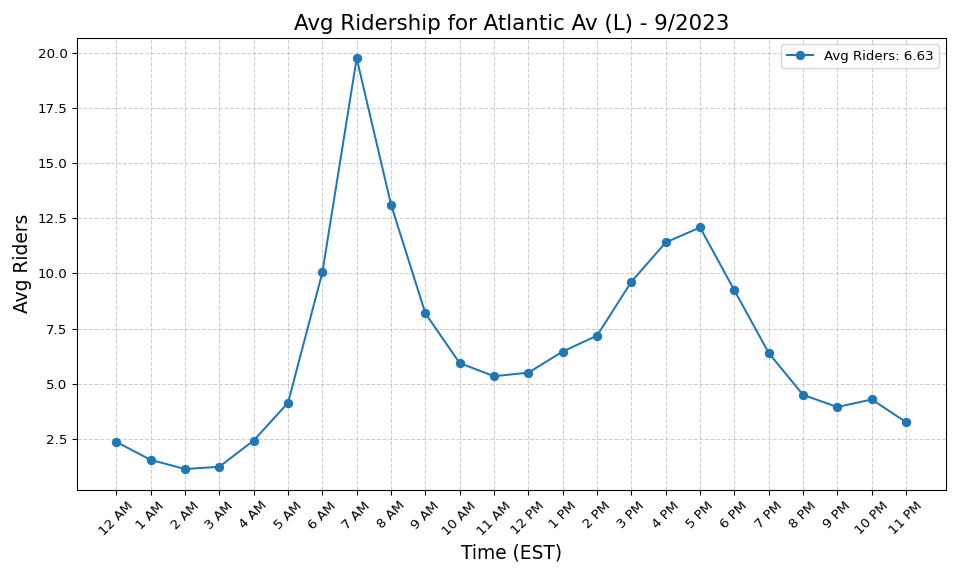 Avg Ridership for Atlantic Av (L) - 9/2023
Avg Riders: 6.63
20.0
17.5
15.0
12.5
10.0
7.5
5.0
2.5
Avg Riders
12 AM
1 AM
2 AM
3 AM
4 AM
5 AM
6 AM
7 AM
8 AM
9 AM
10 AM
11 AM
12 PM
1 PM
2 PM
3 PM
4 PM
5 PM
6 PM
7 PM
8 PM
9 PM
10 PM
11 PM
Time (EST)